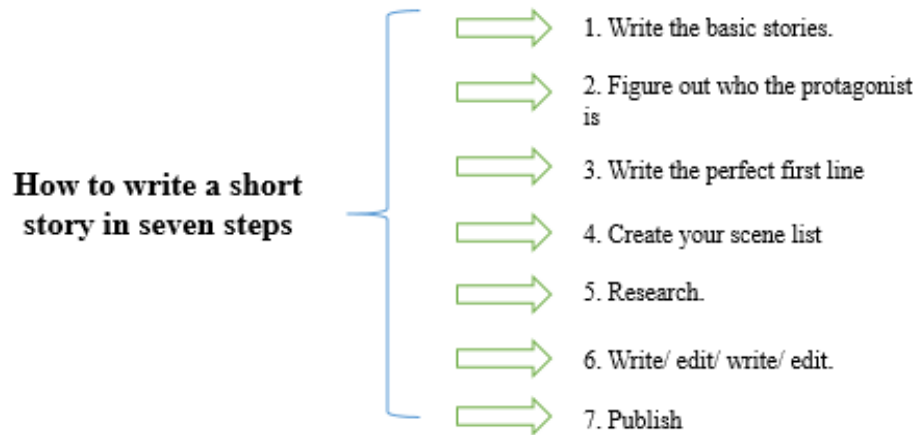 How to write a short
story in seven steps
1. Write the basic stories.
2. Figure out who the protagonist
is
3. Write the perfect first line
4. Create your scene list
5. Research.
6. Write/ edit/ write/ edit.
7. Publish